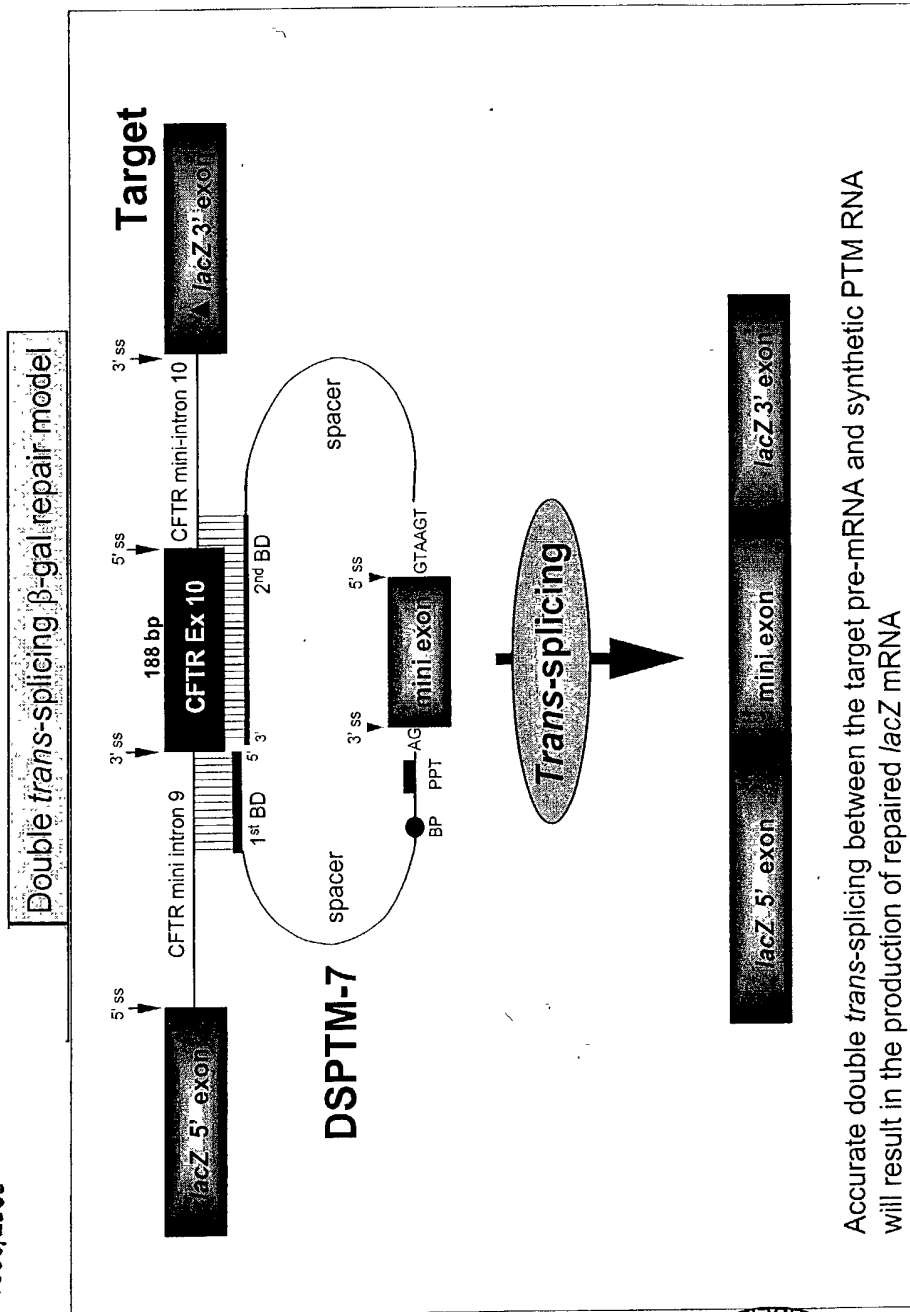 Double trans-splicing β-gal repair model
Target
5' ss
3' ss
188 bp
5' ss
3' ss
lacZ 5' exon
CFTR mini intron 9
CFTR Ex 10
CFTR mini-intron 10
▲ lacZ 3' exon
1st BD
5' 3'
2nd BD
DSPTM-7
spacer
spacer
BP
PPT
3' ss
AG
mini exon
5' ss
GTAAGT
Trans-splicing
lacZ 5' exon
mini exon
lacZ 3' exon
Accurate double trans-splicing between the target pre-mRNA and synthetic PTM RNA
will result in the production of repaired lacZ mRNA